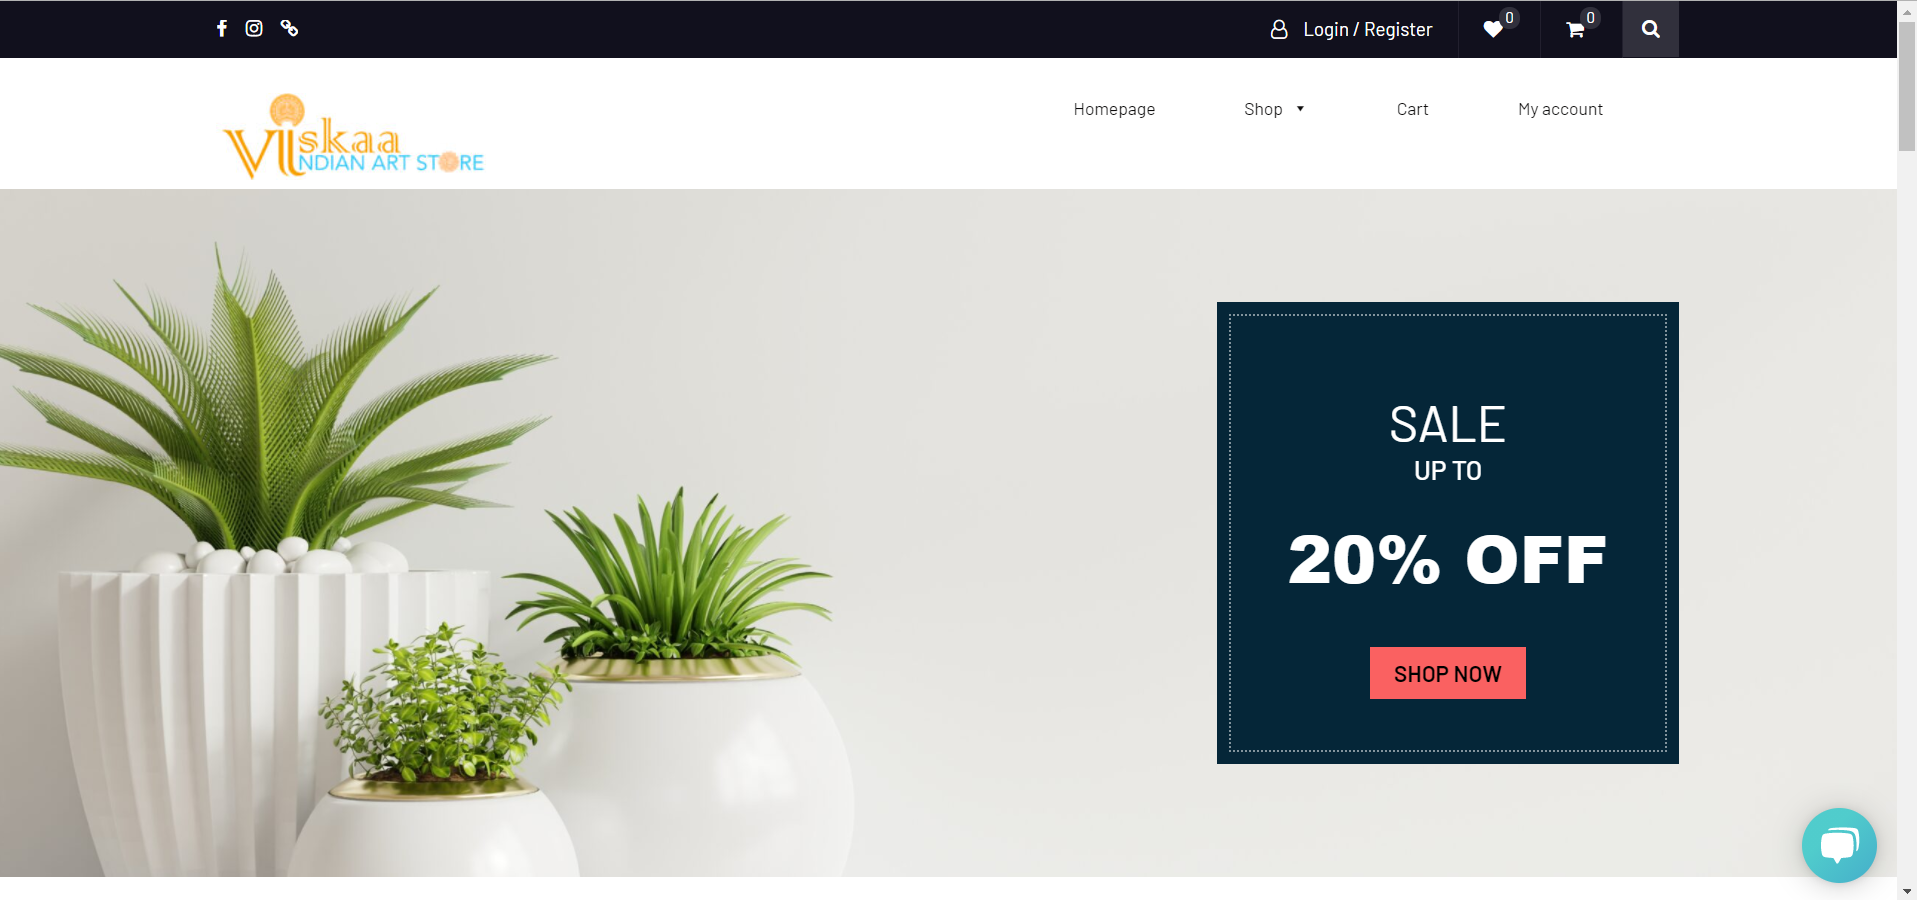 Login / Register
0
0
Viskaa
INDIAN ART STORE
Homepage
Shop
Cart
My account
SALE
UP TO
20% OFF
SHOP NOW